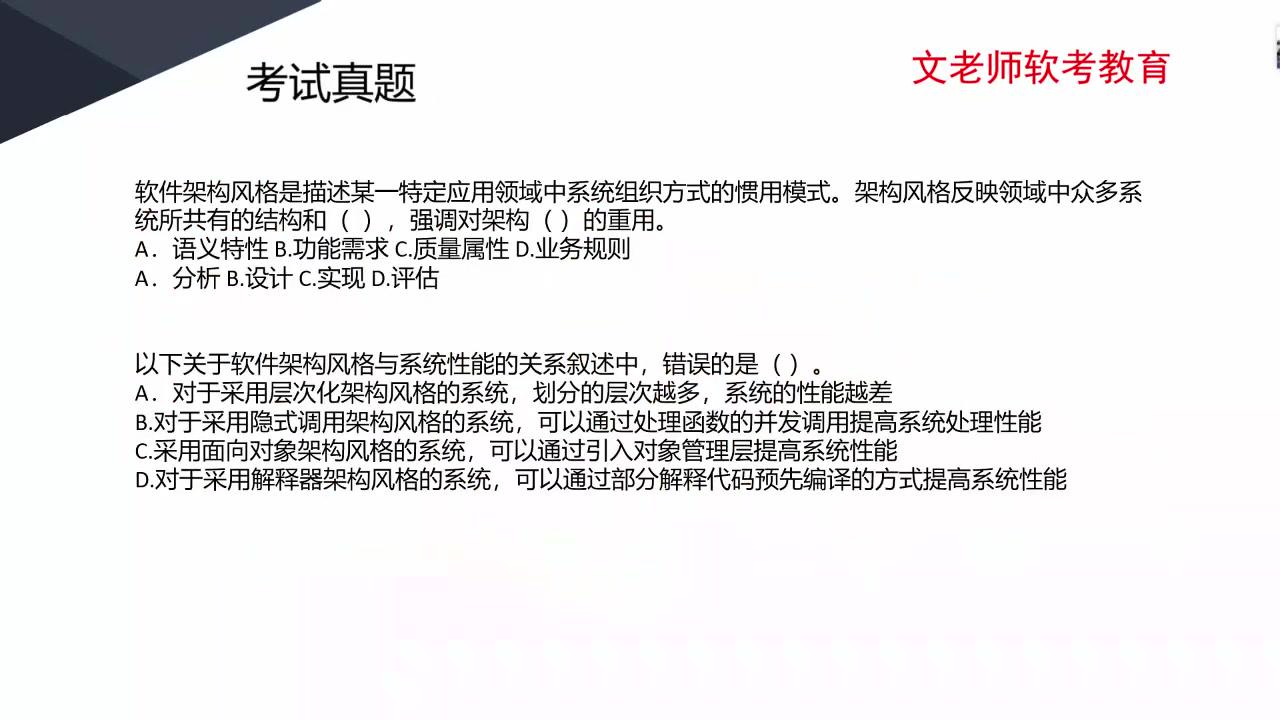 考试真题
文老师软考教育
软件架构风格是描述某一特定应用领域中系统组织方式的惯用模式。架构风格反映领域中众多系
统所共有的结构和（ ），强调对架构（ ）的重用。
A．语义特性 B.功能需求 C.质量属性 D.业务规则
A．分析 B.设计 C.实现 D.评估
以下关于软件架构风格与系统性能的关系叙述中，错误的是（ ）。
A．对于采用层次化架构风格的系统，划分的层次越多，系统的性能越差
B.对于采用隐式调用架构风格的系统，可以通过处理函数的并发调用提高系统处理性能
C.采用面向对象架构风格的系统，可以通过引入对象管理层提高系统性能
D.对于采用解释器架构风格的系统，可以通过部分解释代码预先编译的方式提高系统性能